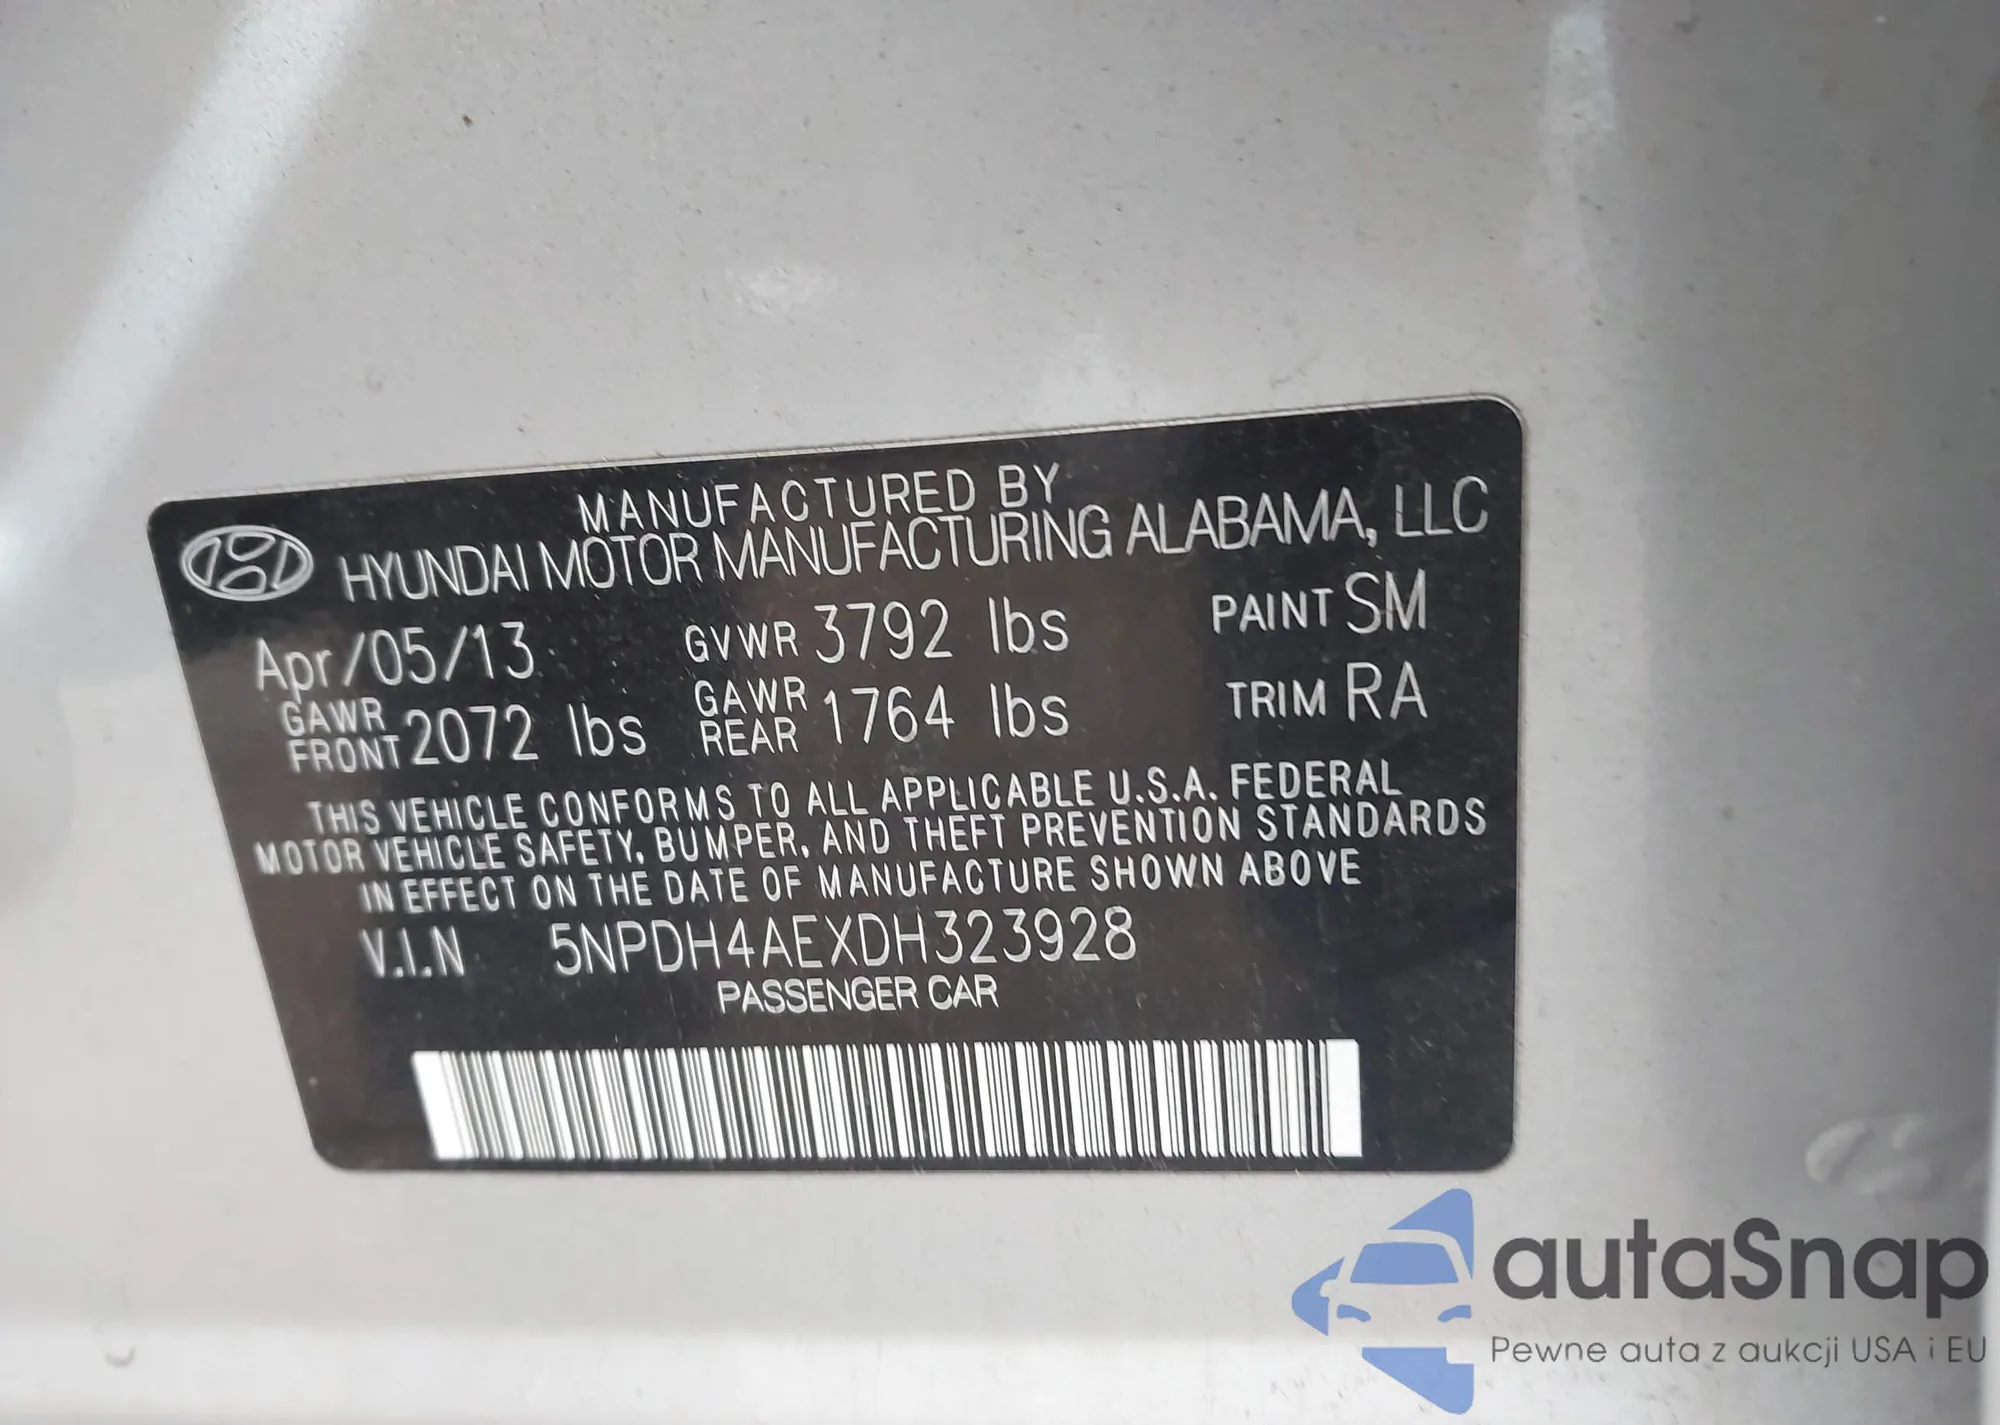 MANUFACTURED BY
HYUNDAI MOTOR MANUFACTURING ALABAMA, LLC
Apr/05/13 GVWR 3792 lbs PAINT SM
GAWR FRONT 2072 lbs GAWR REAR 1764 lbs TRIM RA
THIS VEHICLE CONFORMS TO ALL APPLICABLE U.S.A. FEDERAL
MOTOR VEHICLE SAFETY, BUMPER, AND THEFT PREVENTION STANDARDS
IN EFFECT ON THE DATE OF MANUFACTURE SHOWN ABOVE
V.I.N 5NPDH4AEXDH323928
PASSENGER CAR
autaSnap
Pewne auta z aukcji USA i EU